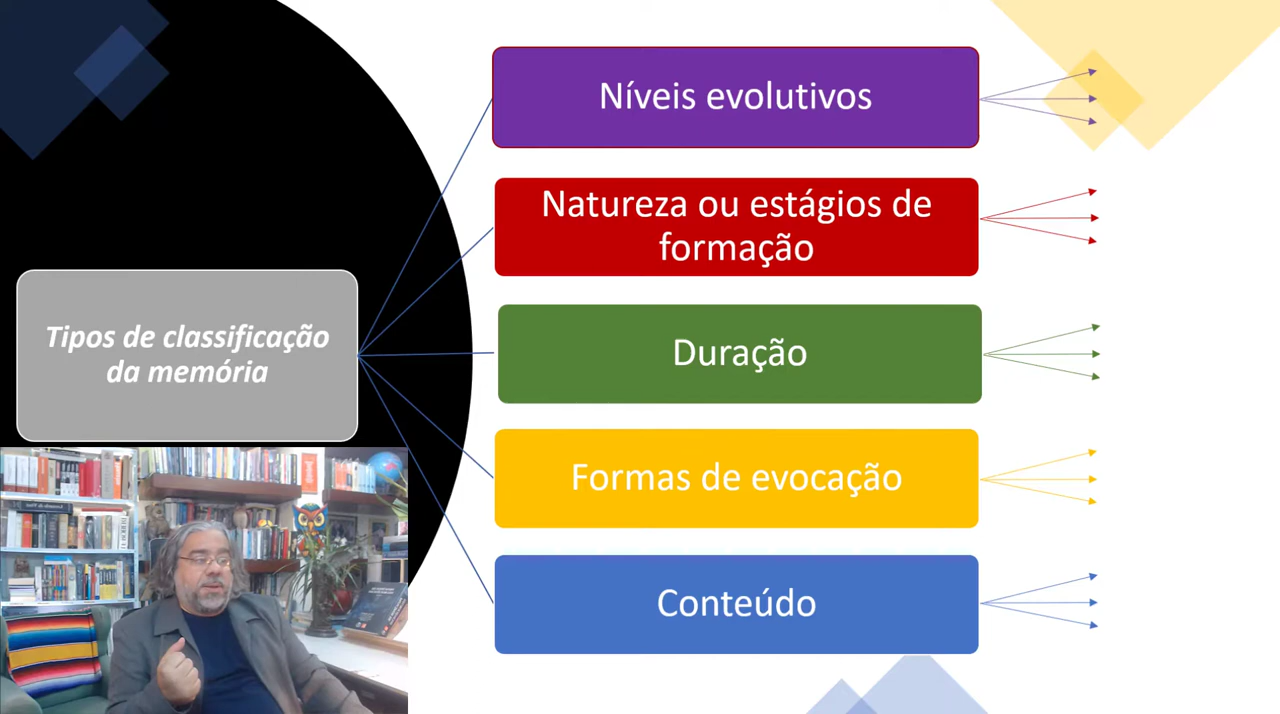 Níveis evolutivos
Natureza ou estágios de
formação
Tipos de classificação
da memória
Duração
Formas de evocação
Conteúdo